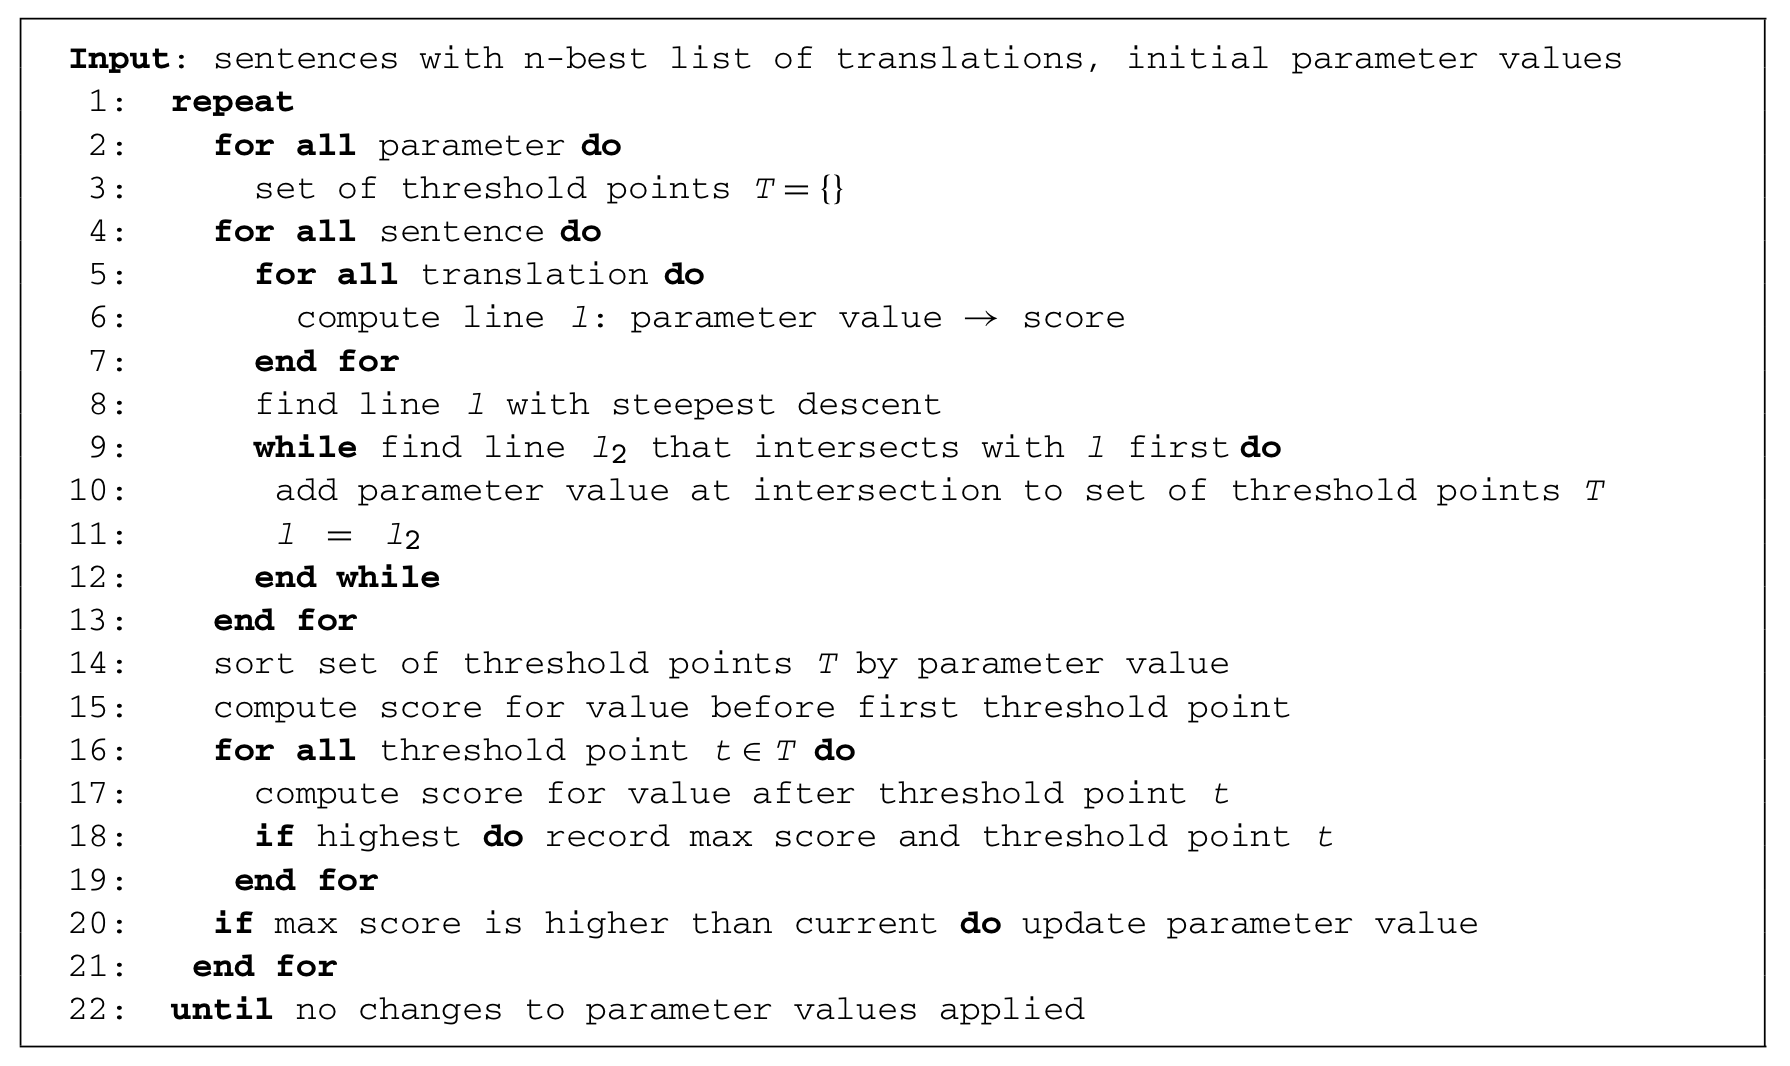 Input: sentences with n-best list of translations, initial parameter values
1: repeat
2: for all parameter do
3: set of threshold points T = {}
4: for all sentence do
5: for all translation do
6: compute line l: parameter value → score
7: end for
8: find line l with steepest descent
9: while find line l₂ that intersects with l first do
10: add parameter value at intersection to set of threshold points T
11: l = l₂
12: end while
13: end for
14: sort set of threshold points T by parameter value
15: compute score for value before first threshold point
16: for all threshold point t ∈ T do
17: compute score for value after threshold point t
18: if highest do record max score and threshold point t
19: end for
20: if max score is higher than current do update parameter value
21: end for
22: until no changes to parameter values applied